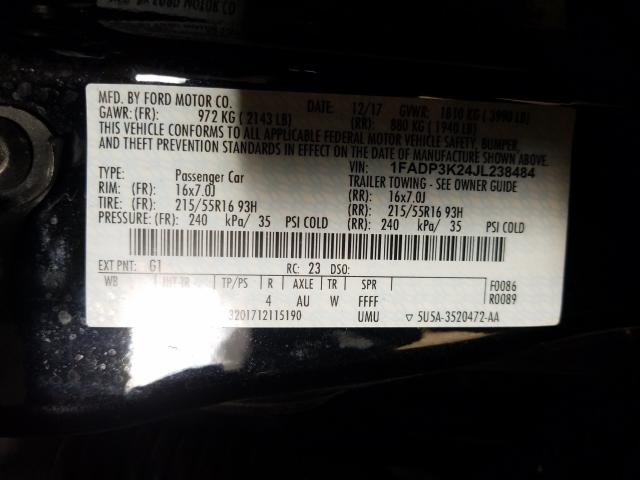 MFD. BY FORD MOTOR CO.
DATE: 12/17 GVWR: 1810 KG ( 3990 LB)
GAWR: (FR): 972 KG ( 2143 LB) (RR): 880 KG ( 1940 LB)
THIS VEHICLE CONFORMS TO ALL APPLICABLE FEDERAL MOTOR VEHICLE SAFETY, BUMPER,
AND THEFT PREVENTION STANDARDS IN EFFECT ON THE DATE OF MANUFACTURE SHOWN ABOVE.
VIN: 1FADP3K24JL238484
TYPE: Passenger Car TRAILER TOWING - SEE OWNER GUIDE
RIM: (FR): 16x7.0J (RR): 16x7.0J
TIRE: (FR): 215/55R16 93H (RR): 215/55R16 93H
PRESSURE: (FR): 240 kPa/ 35 PSI COLD (RR): 240 kPa/ 35 PSI COLD
EXT PNT: G1 RC: 23 DSO:
WB INT TR TP/PS R AXLE TR SPR F0086
4 AU W FFFF R0089
3201712115190 UMU ▽ 5U5A-3520472-AA